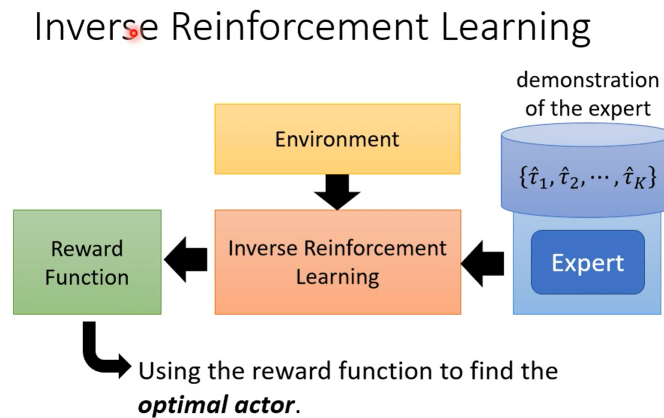 Inverse Reinforcement Learning
demonstration
of the expert
Environment
{τ̂₁, τ̂₂, ⋯, τ̂_K}
Reward
Function
Inverse Reinforcement
Learning
Expert
Using the reward function to find the
optimal actor.